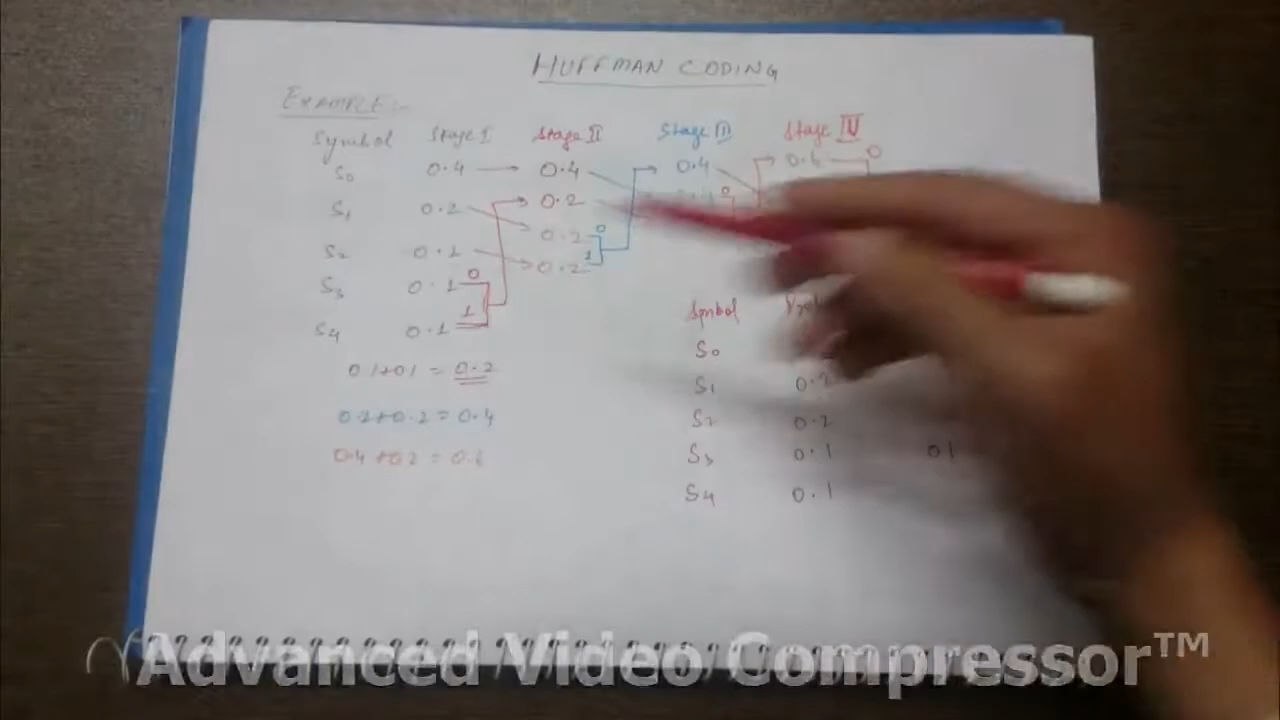 HUFFMAN CODING
EXAMPLE:-
Symbol Stage I Stage II Stage III Stage IV
S0 0.4 0.4 0.4 0.4 0
S1 0.2 0.2 0
S2 0.2 0.2 0
S3 0.1 0 0.2 1
S4 0.1 1
0.1+0.1 = 0.2
0.2+0.2 = 0.4
0.4+0.2 = 0.6
Symbol
S0
S1 0.2
S2 0.2
S3 0.1 01
S4 0.1
Advanced Video Compressor™